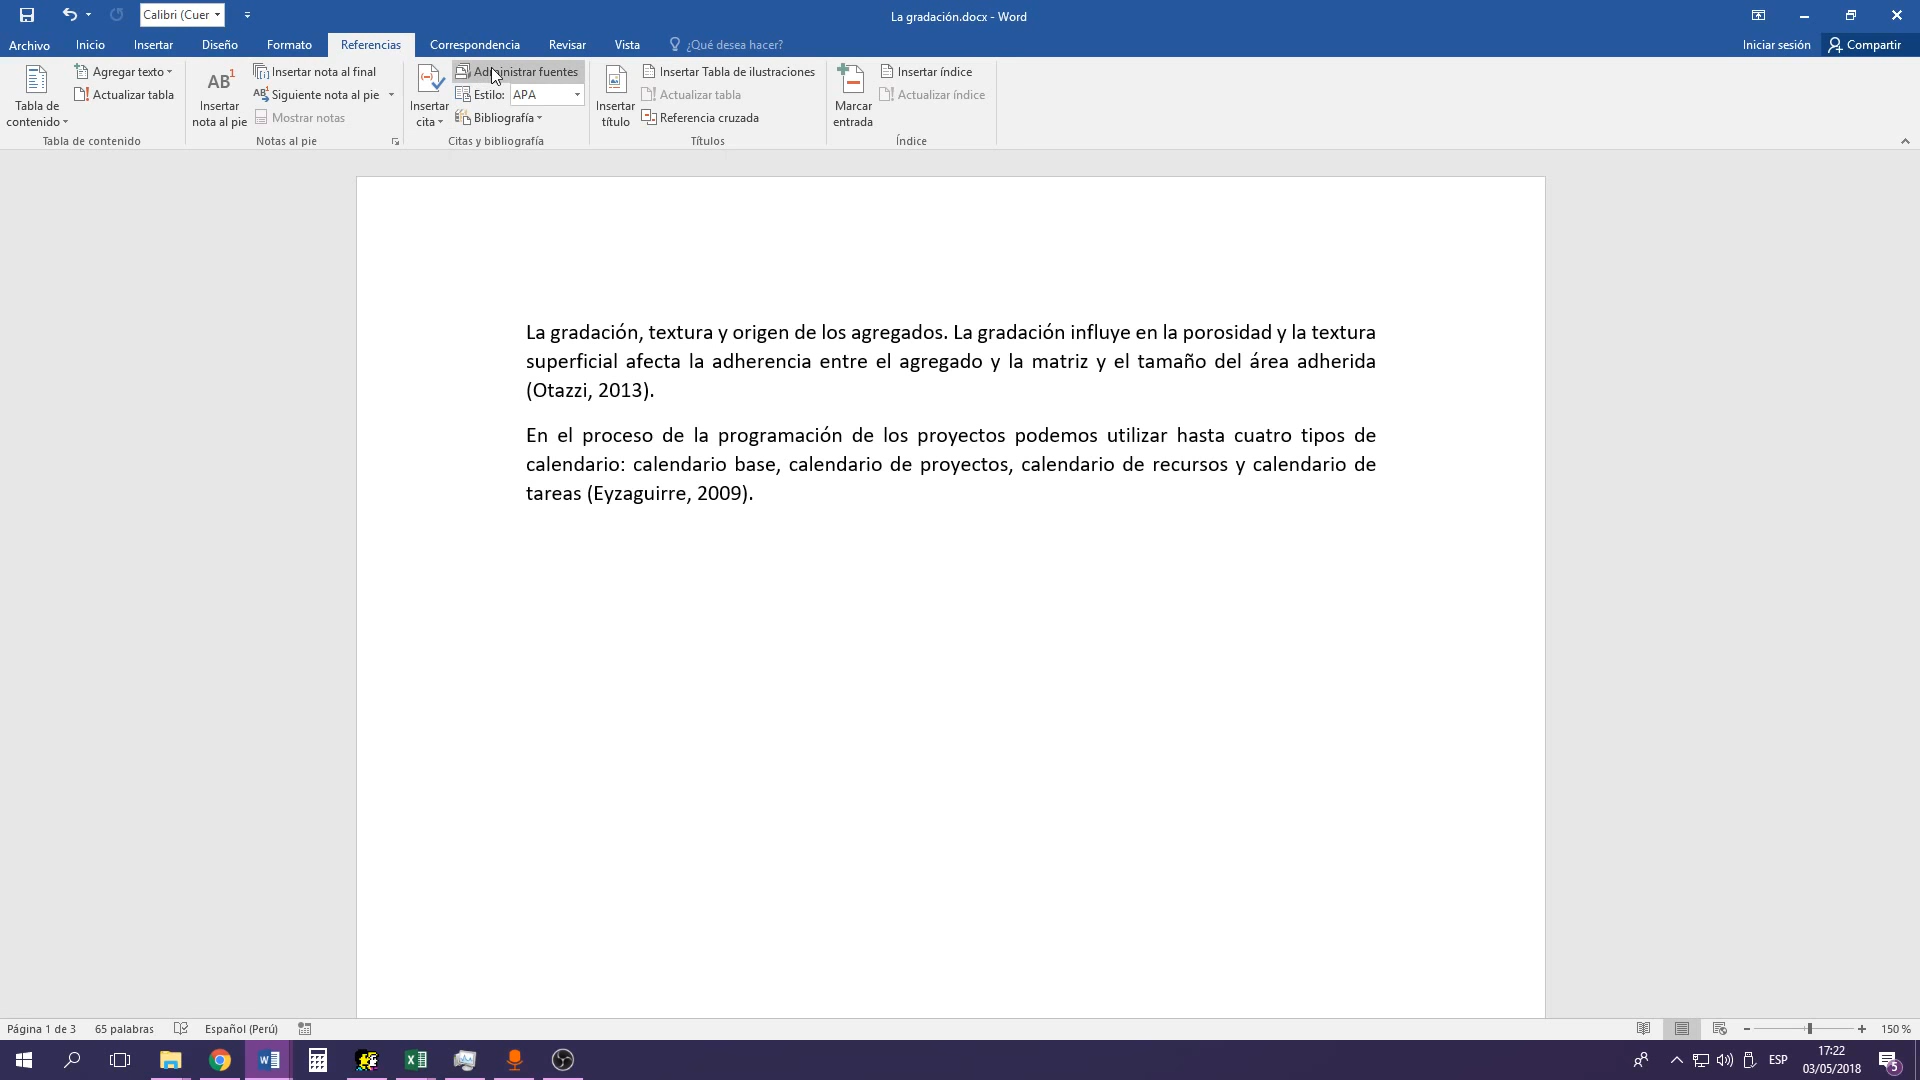 Calibri (Cuer
La gradación.docx - Word
Archivo Inicio Insertar Diseño Formato Referencias Correspondencia Revisar Vista ¿Qué desea hacer? Iniciar sesión Compartir
Tabla de contenido
Agregar texto
Actualizar tabla
Tabla de contenido
AB1
Insertar nota al pie
Insertar nota al final
AB1 Siguiente nota al pie
Mostrar notas
Notas al pie
Insertar cita
Administrar fuentes
Estilo: APA
Bibliografía
Citas y bibliografía
Insertar título
Insertar Tabla de ilustraciones
Actualizar tabla
Referencia cruzada
Títulos
Marcar entrada
Insertar índice
Actualizar índice
Índice
La gradación, textura y origen de los agregados. La gradación influye en la porosidad y la textura
superficial afecta la adherencia entre el agregado y la matriz y el tamaño del área adherida
(Otazzi, 2013).
En el proceso de la programación de los proyectos podemos utilizar hasta cuatro tipos de
calendario: calendario base, calendario de proyectos, calendario de recursos y calendario de
tareas (Eyzaguirre, 2009).
Página 1 de 3 65 palabras Español (Perú) 150 %
ESP
17:22
03/05/2018
5